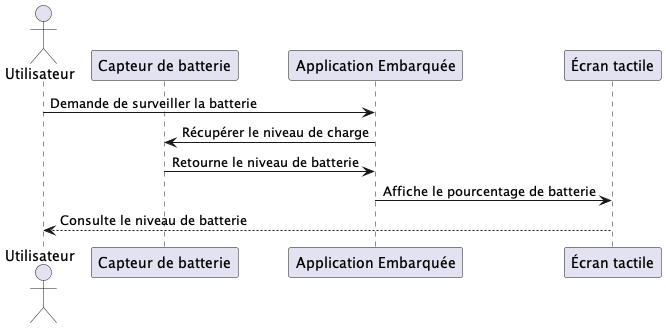 Utilisateur
Capteur de batterie
Application Embarquée
Écran tactile
Demande de surveiller la batterie
Récupérer le niveau de charge
Retourne le niveau de batterie
Affiche le pourcentage de batterie
Consulte le niveau de batterie
Utilisateur
Capteur de batterie
Application Embarquée
Écran tactile